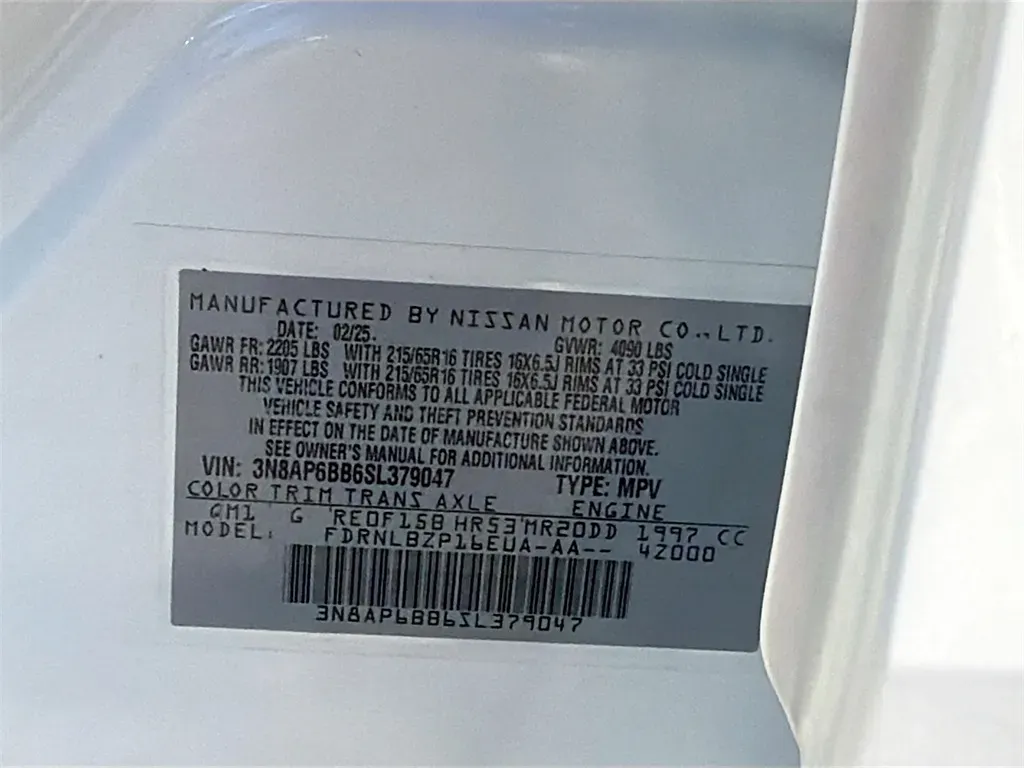 MANUFACTURED BY NISSAN MOTOR CO.,LTD.
DATE: 02/25. GVWR: 4090 LBS
GAWR FR: 2205 LBS WITH 215/65R16 TIRES 16X6.5J RIMS AT 33 PSI COLD SINGLE
GAWR RR: 1907 LBS WITH 215/65R16 TIRES 16X6.5J RIMS AT 33 PSI COLD SINGLE
THIS VEHICLE CONFORMS TO ALL APPLICABLE FEDERAL MOTOR
VEHICLE SAFETY AND THEFT PREVENTION STANDARDS
IN EFFECT ON THE DATE OF MANUFACTURE SHOWN ABOVE.
SEE OWNER'S MANUAL FOR ADDITIONAL INFORMATION.
VIN: 3N8AP6BB6SL379047 TYPE: MPV
COLOR TRIM TRANS AXLE ENGINE
GM1 G RE0F15B HR53 MR20DD 1997 CC
MODEL: FDRNLBZP16EUA-AA-- 4Z000
3N8AP6BB6SL379047